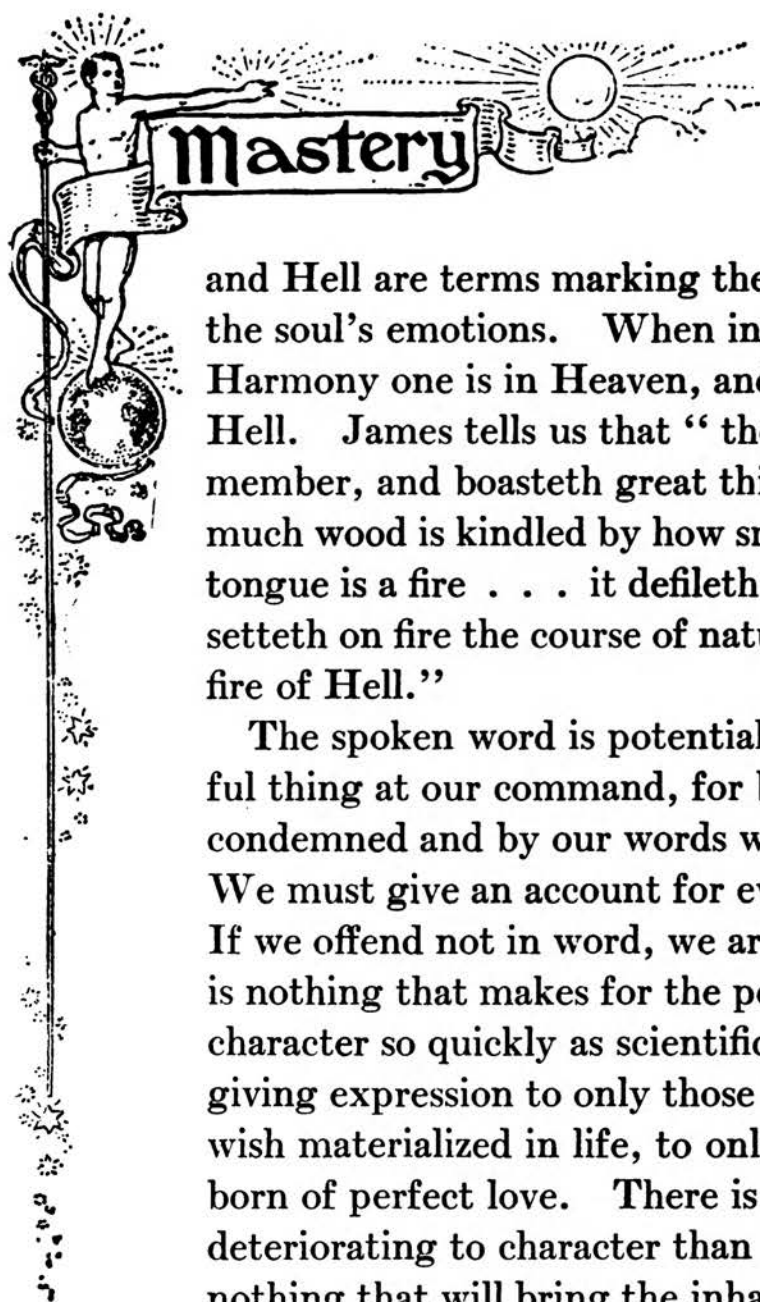 Mastery
and Hell are terms marking the
the soul's emotions. When in
Harmony one is in Heaven, and
Hell. James tells us that “ the
member, and boasteth great thi
much wood is kindled by how sm
tongue is a fire . . . it defileth
setteth on fire the course of natu
fire of Hell.”
The spoken word is potential
ful thing at our command, for b
condemned and by our words w
We must give an account for ev
If we offend not in word, we ar
is nothing that makes for the pe
character so quickly as scientific
giving expression to only those
wish materialized in life, to onl
born of perfect love. There is
deteriorating to character than
nothing that will bring the inha